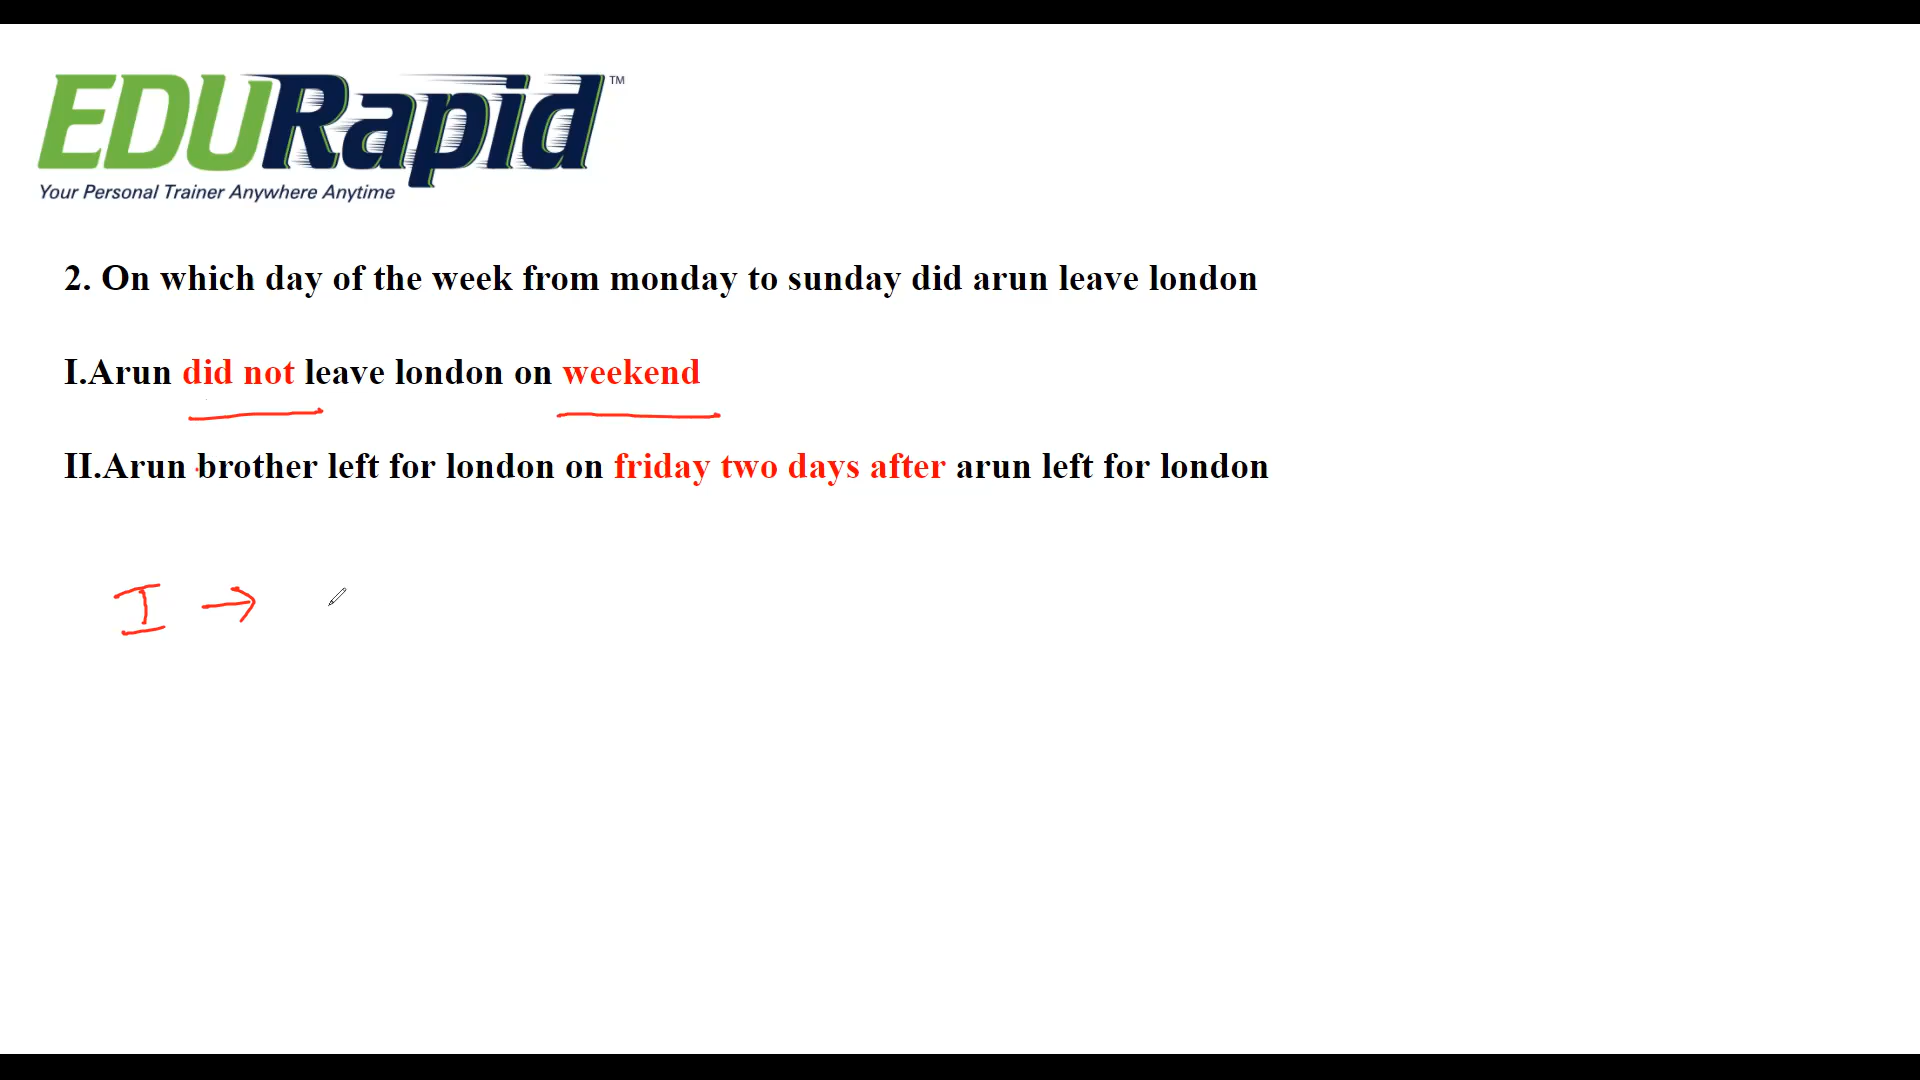 EDURapid™
Your Personal Trainer Anywhere Anytime
2. On which day of the week from monday to sunday did arun leave london
I.Arun did not leave london on weekend
II.Arun brother left for london on friday two days after arun left for london
I →